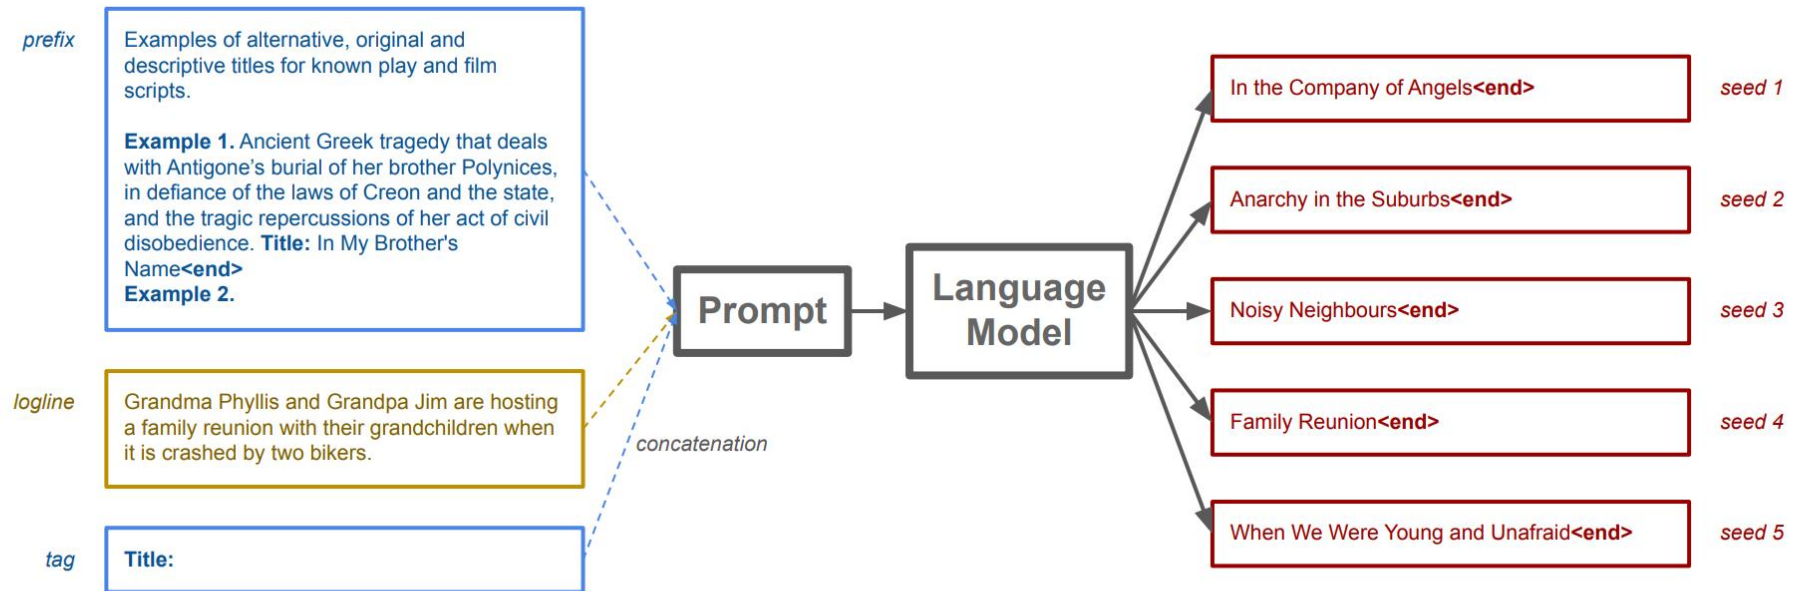 prefix
Examples of alternative, original and
descriptive titles for known play and film
scripts.
Example 1. Ancient Greek tragedy that deals
with Antigone’s burial of her brother Polynices,
in defiance of the laws of Creon and the state,
and the tragic repercussions of her act of civil
disobedience. Title: In My Brother's
Name<end>
Example 2.
logline
Grandma Phyllis and Grandpa Jim are hosting
a family reunion with their grandchildren when
it is crashed by two bikers.
tag
Title:
concatenation
Prompt
Language
Model
In the Company of Angels<end>
seed 1
Anarchy in the Suburbs<end>
seed 2
Noisy Neighbours<end>
seed 3
Family Reunion<end>
seed 4
When We Were Young and Unafraid<end>
seed 5